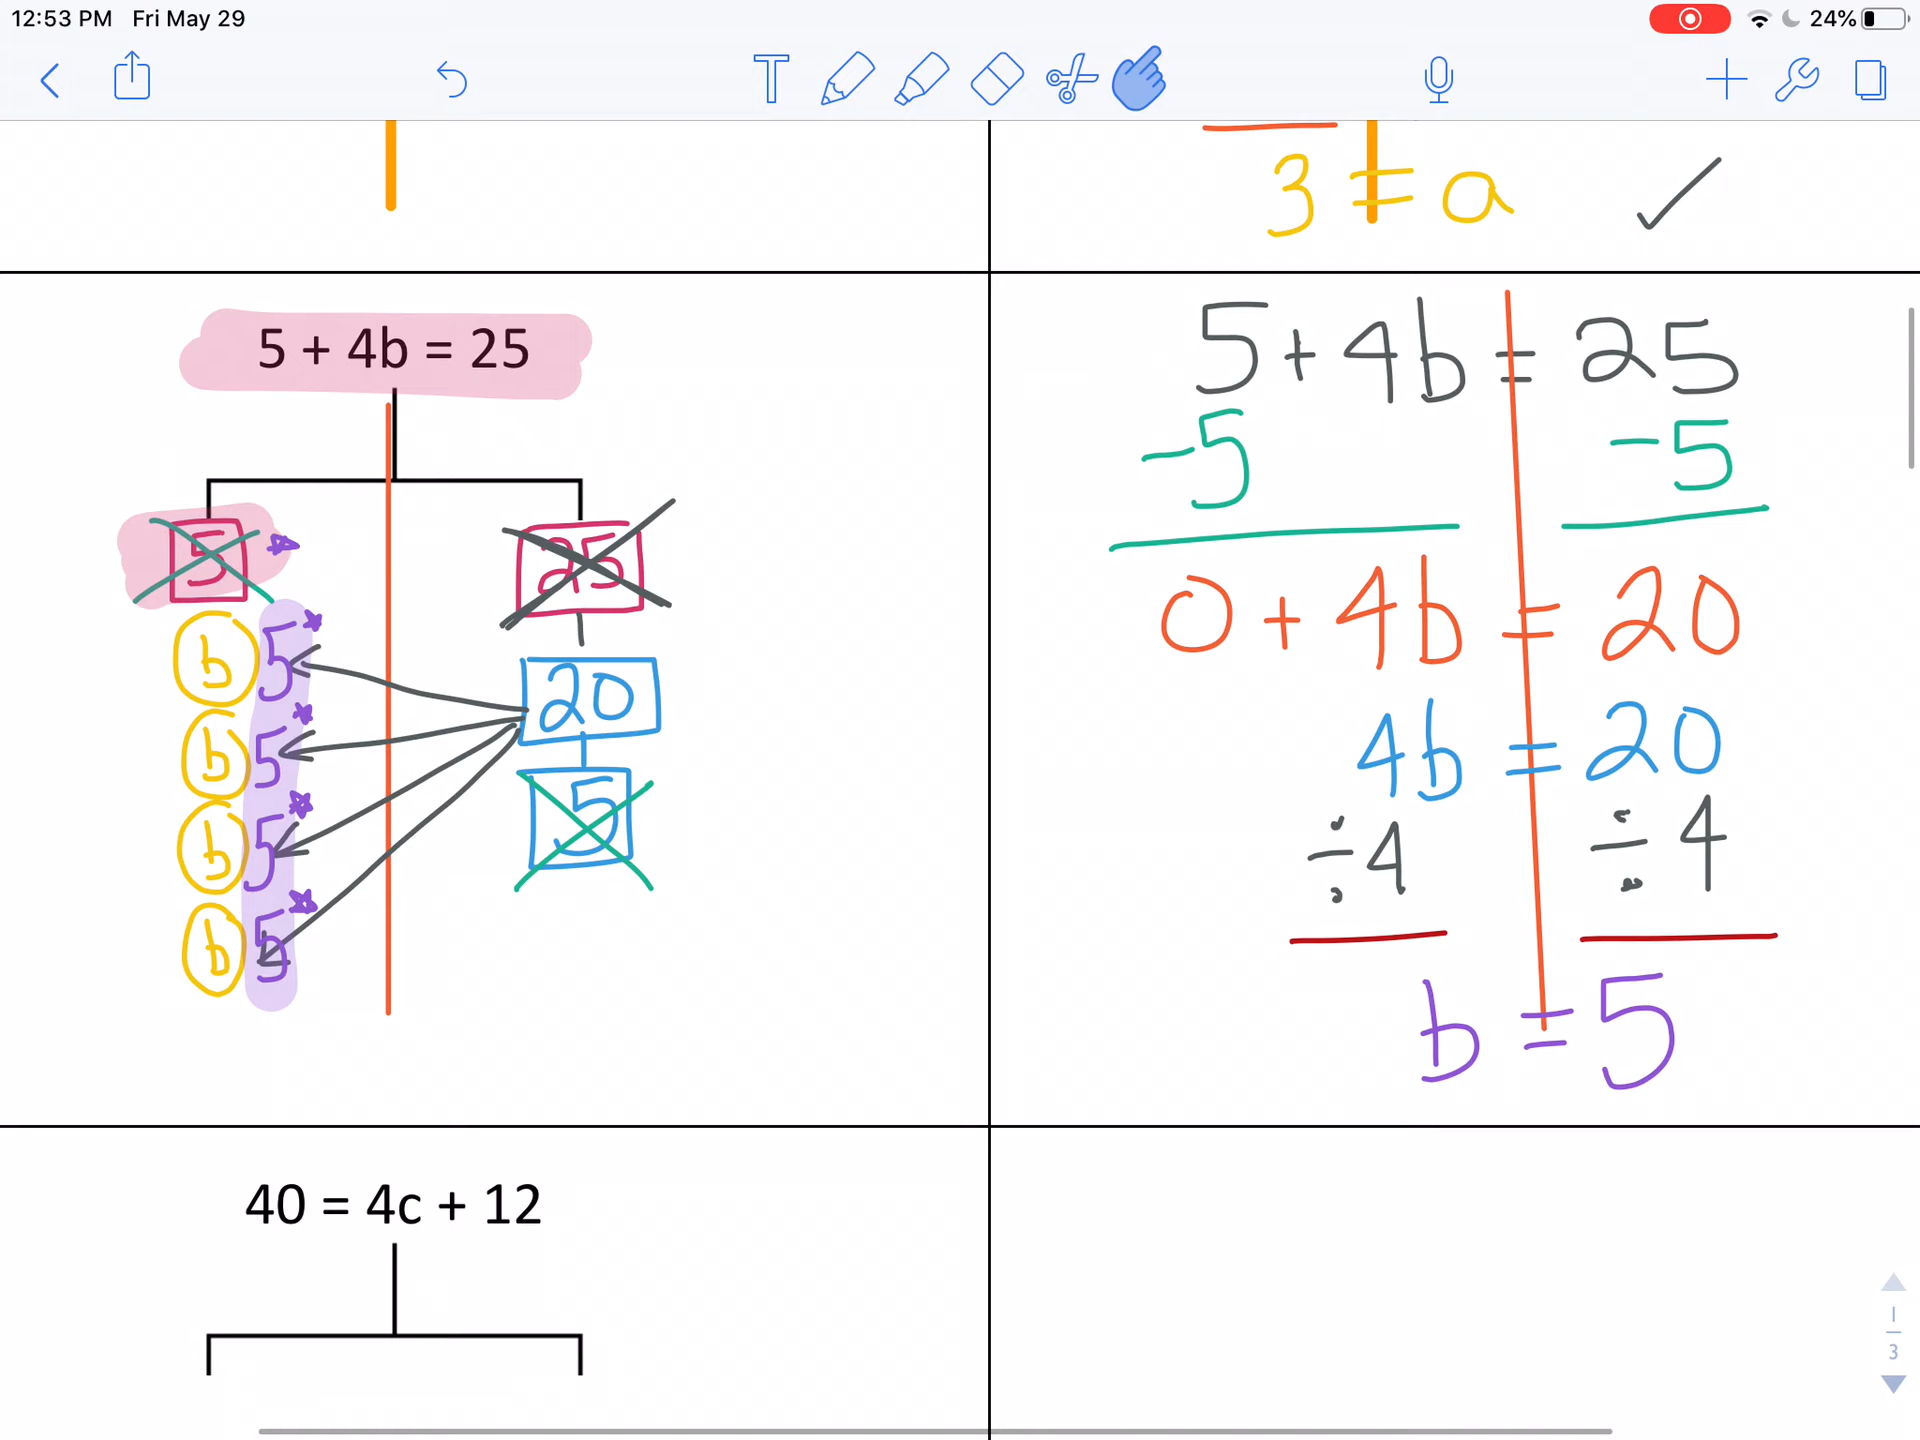 12:53 PM Fri May 29
24%
T
3 = a
5 + 4b = 25
5
25
b 5
b 5
b 5
b 5
20
5
5 + 4b = 25
-5 -5
0 + 4b = 20
4b = 20
÷4 ÷4
b = 5
40 = 4c + 12
1
3